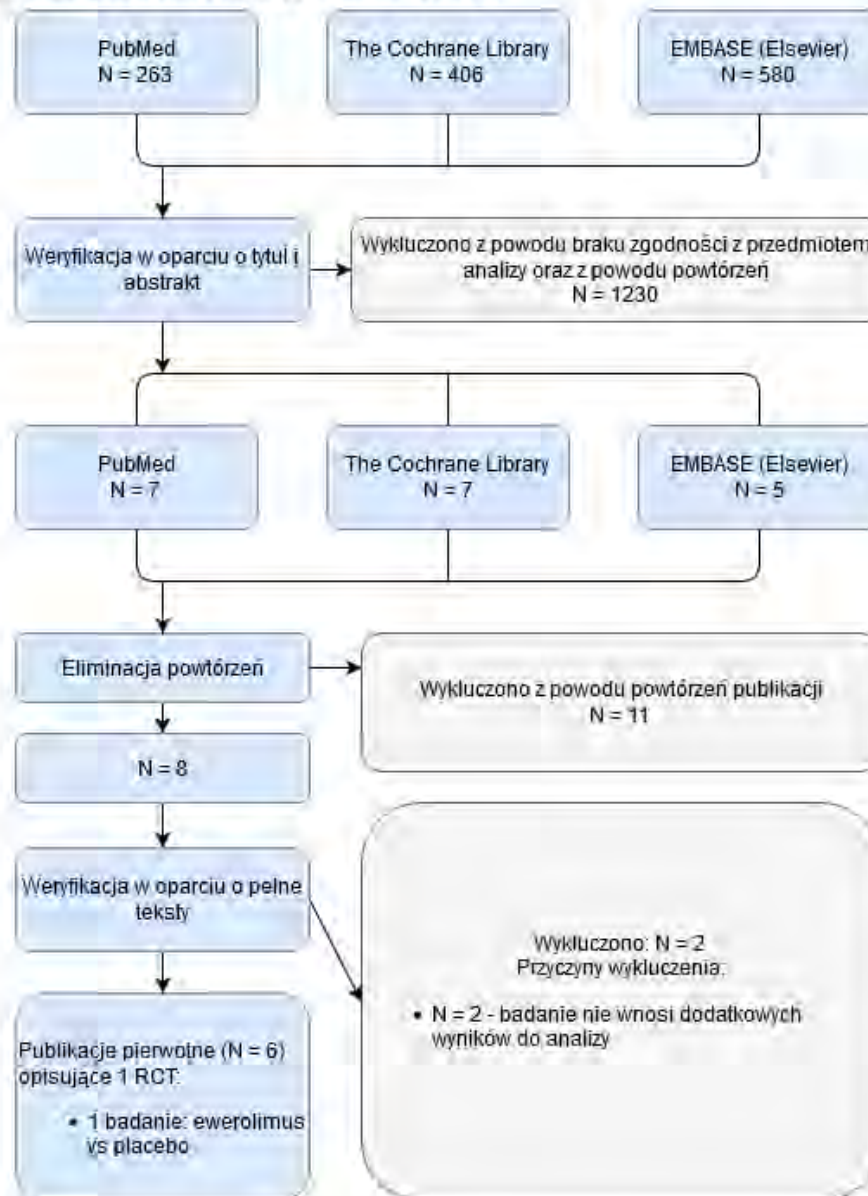 PubMed
N = 263
The Cochrane Library
N = 406
EMBASE (Elsevier)
N = 580
Weryfikacja w oparciu o tytuł i
abstrakt
Wykluczono z powodu braku zgodności z przedmiotem
analizy oraz z powodu powtórzeń
N = 1230
PubMed
N = 7
The Cochrane Library
N = 7
EMBASE (Elsevier)
N = 5
Eliminacja powtórzeń
Wykluczono z powodu powtórzeń publikacji
N = 11
N = 8
Weryfikacja w oparciu o pełne
teksty
Wykluczono: N = 2
Przyczyny wykluczenia:
• N = 2 - badanie nie wnosi dodatkowych
wyników do analizy
Publikacje pierwotne (N = 6)
opisujące 1 RCT:
• 1 badanie: ewerolimus
vs placebo